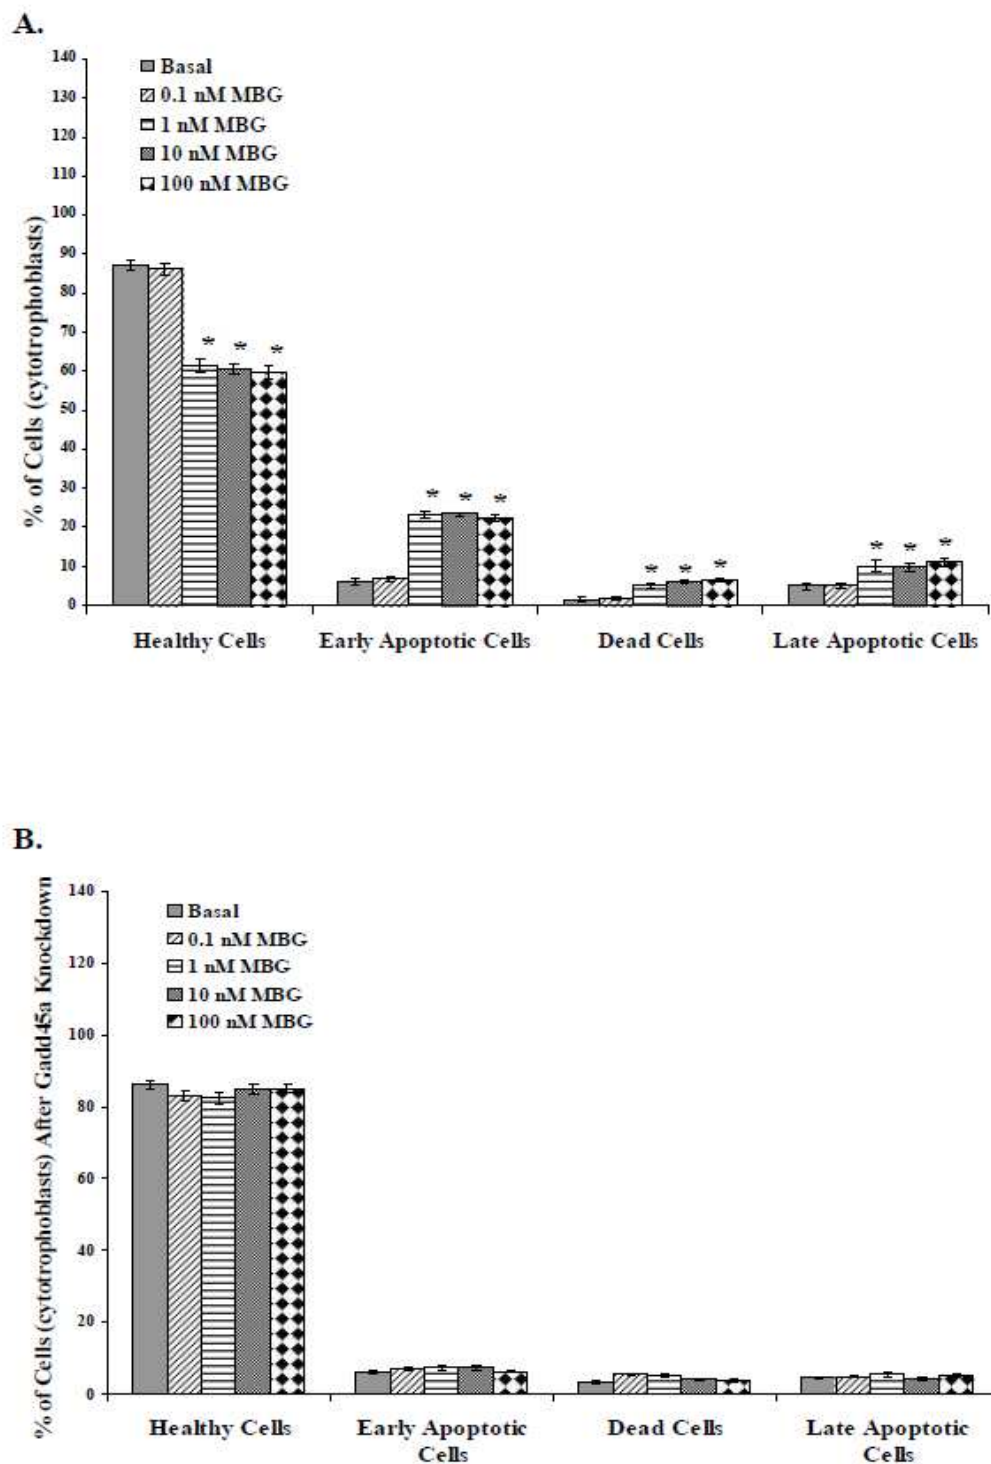 A.
% of Cells (cytotrophoblasts)
140
130
120
110
100
90
80
70
60
50
40
30
20
10
0
Basal
0.1 nM MBG
1 nM MBG
10 nM MBG
100 nM MBG
* * *
* * *
* * *
* * *
Healthy Cells Early Apoptotic Cells Dead Cells Late Apoptotic Cells
B.
% of Cells (cytotrophoblasts) After Gadd45a Knockdown
140
120
100
80
60
40
20
0
Basal
0.1 nM MBG
1 nM MBG
10 nM MBG
100 nM MBG
Healthy Cells Early Apoptotic Dead Cells Late Apoptotic
Cells Cells